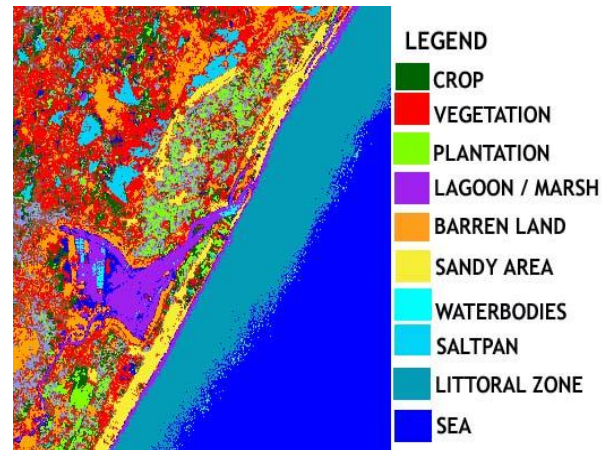 LEGEND
CROP
VEGETATION
PLANTATION
LAGOON / MARSH
BARREN LAND
SANDY AREA
WATERBODIES
SALTPAN
LITTORAL ZONE
SEA